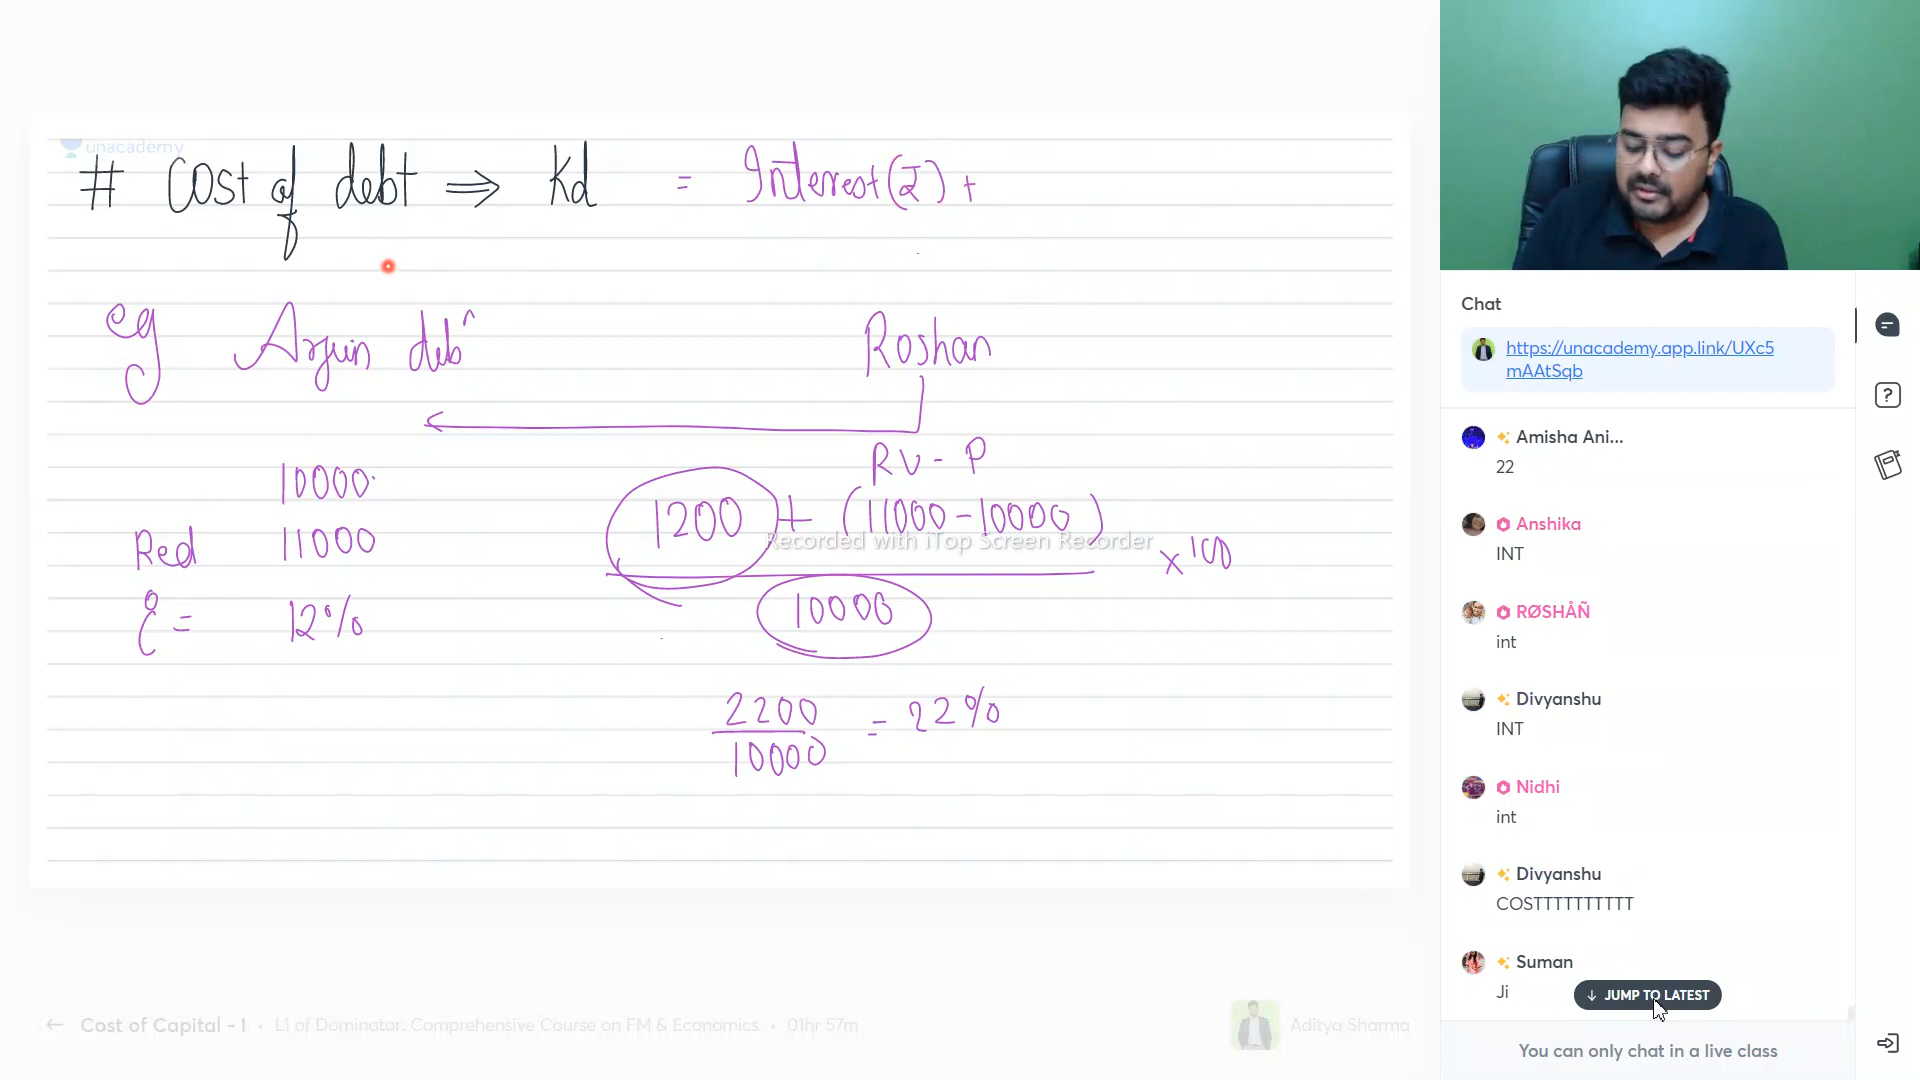 unacademy
# Cost of debt ⇒ Kd = Interest(I) +
eg Arjun deb^n Roshan
10000
RV - P
Red 11000
1200 + (11000 - 10000) x 100
Recorded with iTop Screen Recorder
i = 12%
10000
2200 = 22%
10000
← Cost of Capital - I • L1 of Dominator: Comprehensive Course on FM & Economics • 01hr 57m
Aditya Sharma
Chat
https://unacademy.app.link/UXc5
mAAtSqb
Amisha Ani...
22
Anshika
INT
RØSHÅÑ
int
Divyanshu
INT
Nidhi
int
Divyanshu
COSTTTTTTTTTT
Suman
Ji
↓ JUMP TO LATEST
You can only chat in a live class